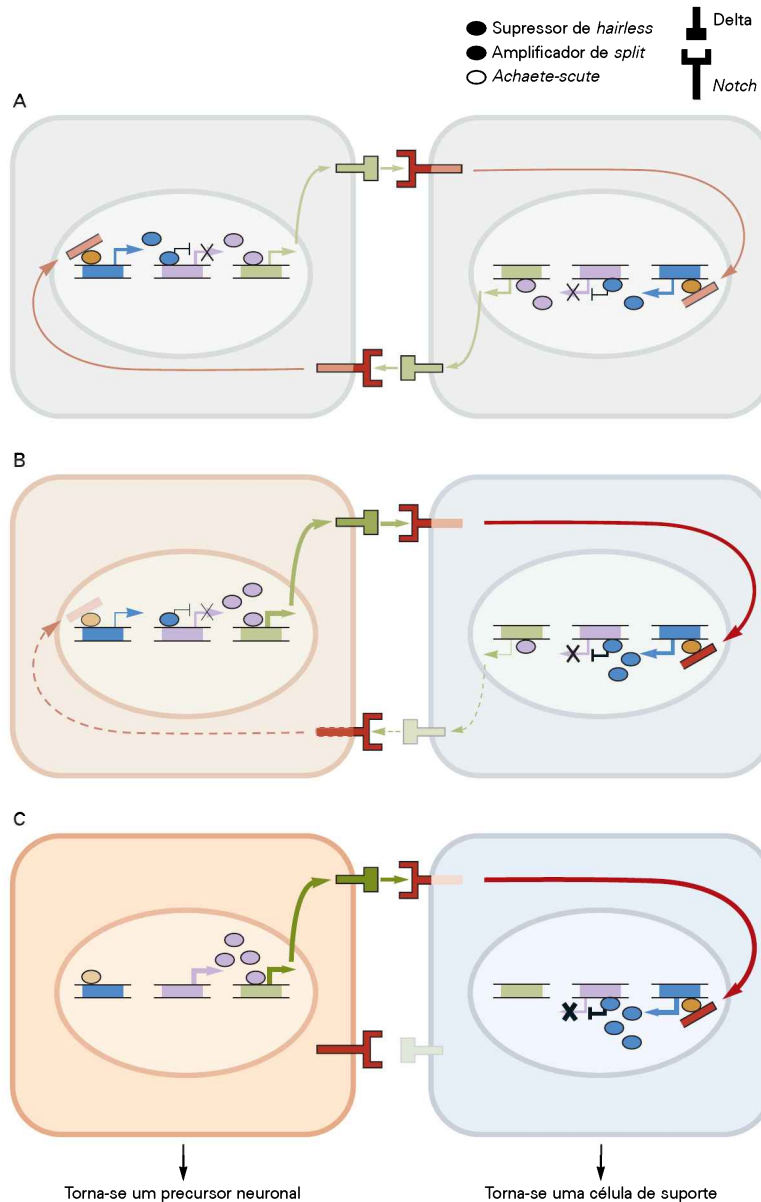 Supressor de hairless
Amplificador de split
Achaete-scute
Delta
Notch
A
B
C
Torna-se um precursor neuronal
Torna-se uma célula de suporte